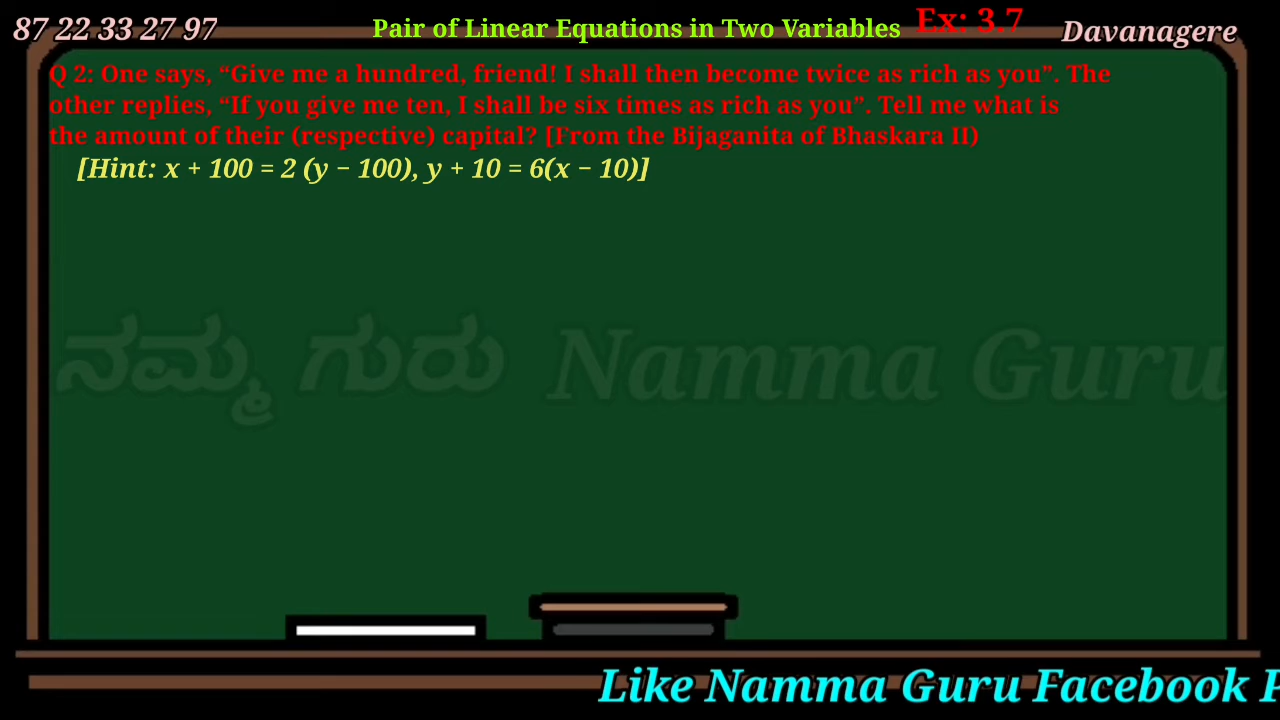 87 22 33 27 97
Pair of Linear Equations in Two Variables
Ex: 3.7
Davanagere
Q 2: One says, “Give me a hundred, friend! I shall then become twice as rich as you”. The
other replies, “If you give me ten, I shall be six times as rich as you”. Tell me what is
the amount of their (respective) capital? [From the Bijaganita of Bhaskara II)
[Hint: x + 100 = 2 (y − 100), y + 10 = 6(x − 10)]
ನಮ್ಮ ಗುರು Namma Guru
Like Namma Guru Facebook P